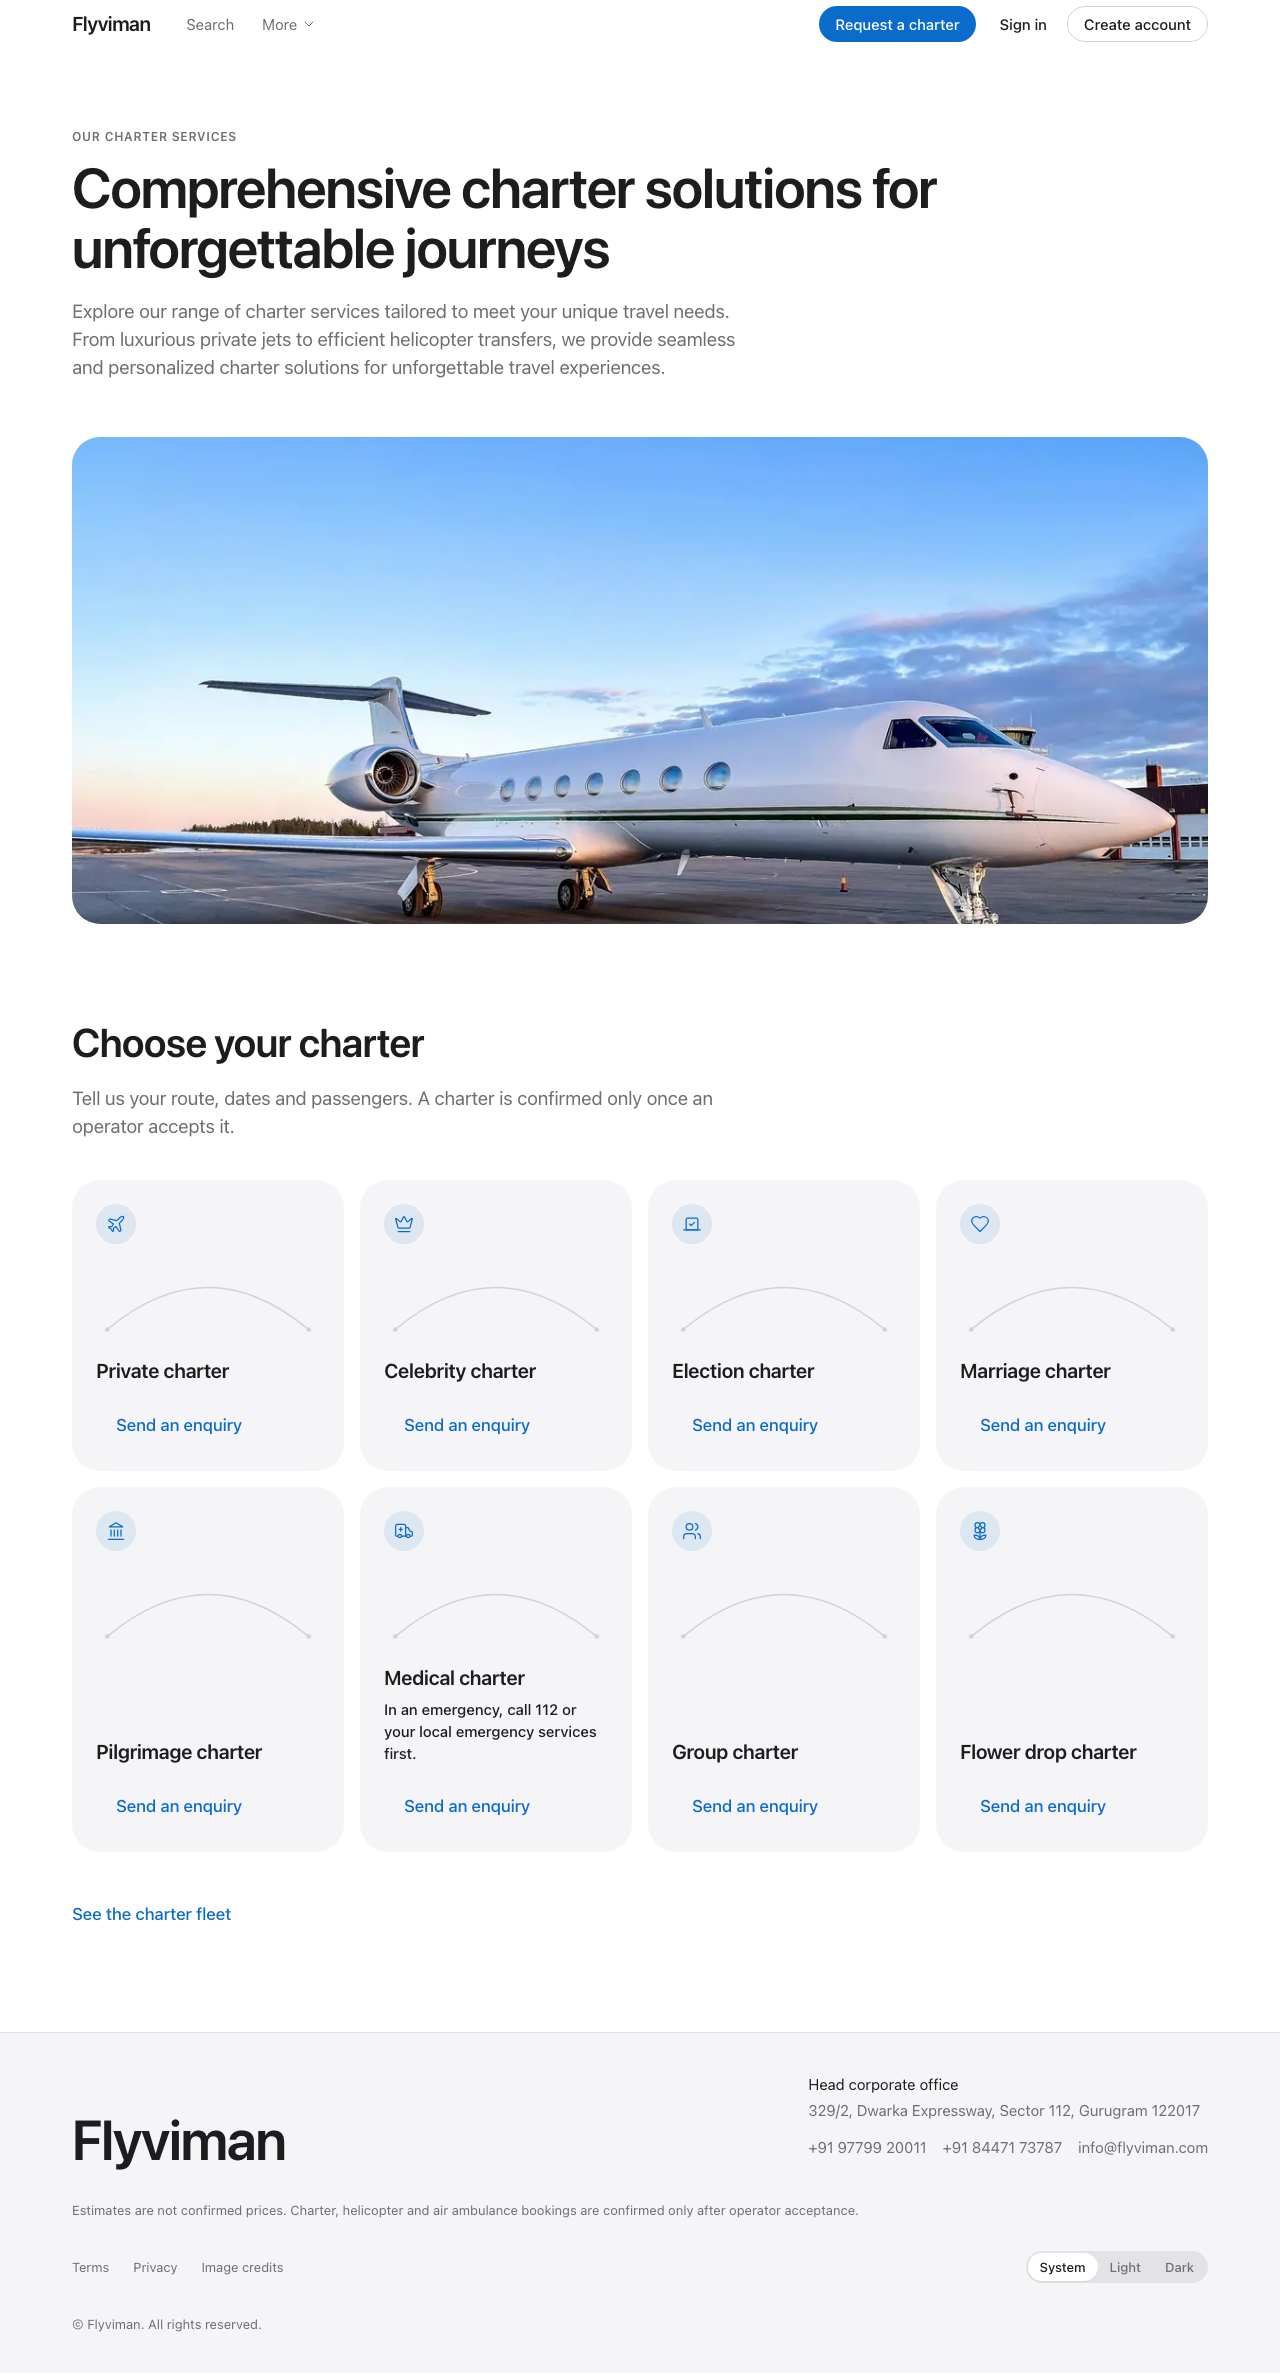 Flyviman
Search
More
Request a charter
Sign in
Create account
OUR CHARTER SERVICES
Comprehensive charter solutions for
unforgettable journeys
Explore our range of charter services tailored to meet your unique travel needs.
From luxurious private jets to efficient helicopter transfers, we provide seamless
and personalized charter solutions for unforgettable travel experiences.
Choose your charter
Tell us your route, dates and passengers. A charter is confirmed only once an
operator accepts it.
Private charter
Send an enquiry
Celebrity charter
Send an enquiry
Election charter
Send an enquiry
Marriage charter
Send an enquiry
Pilgrimage charter
Send an enquiry
Medical charter
In an emergency, call 112 or
your local emergency services
first.
Send an enquiry
Group charter
Send an enquiry
Flower drop charter
Send an enquiry
See the charter fleet
Flyviman
Head corporate office
329/2, Dwarka Expressway, Sector 112, Gurugram 122017
+91 97799 20011
+91 84471 73787
info@flyviman.com
Estimates are not confirmed prices. Charter, helicopter and air ambulance bookings are confirmed only after operator acceptance.
Terms
Privacy
Image credits
System
Light
Dark
© Flyviman. All rights reserved.